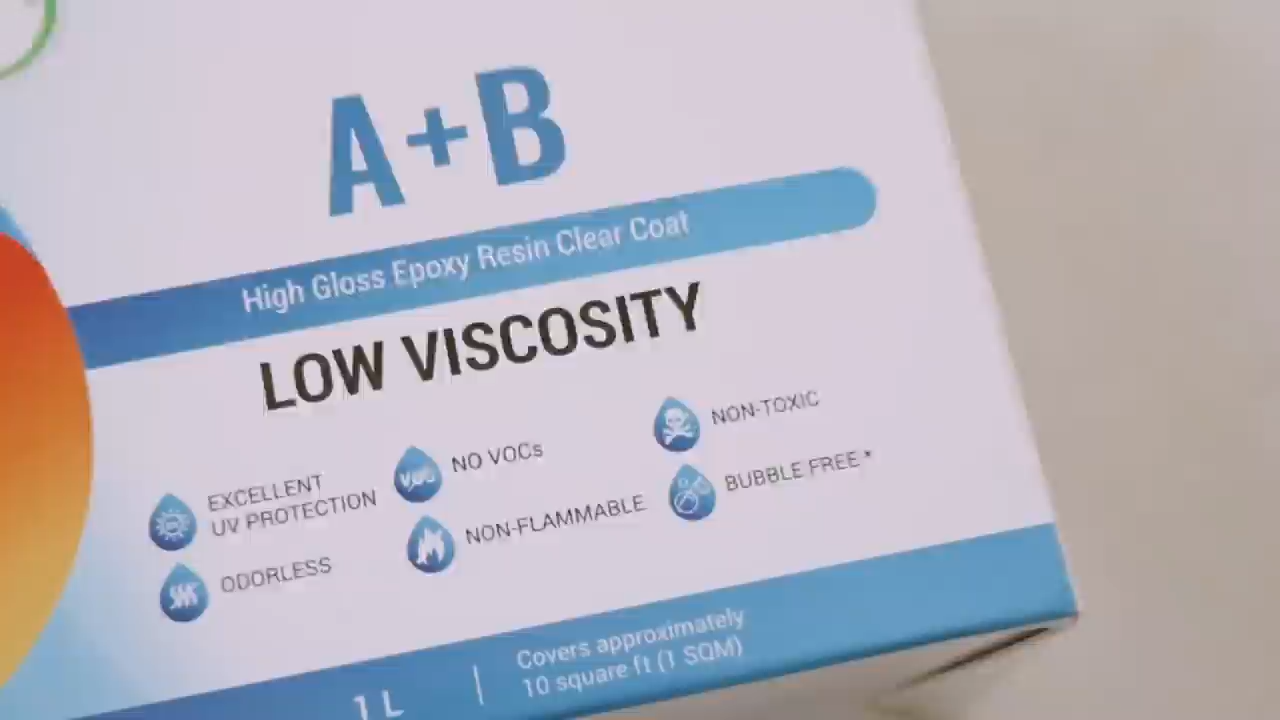 A+B
High Gloss Epoxy Resin Clear Coat
LOW VISCOSITY
EXCELLENT
UV PROTECTION
ODORLESS
NO VOCs
NON-FLAMMABLE
NON-TOXIC
BUBBLE FREE *
1 L
Covers approximately
10 square ft (1 SQM)